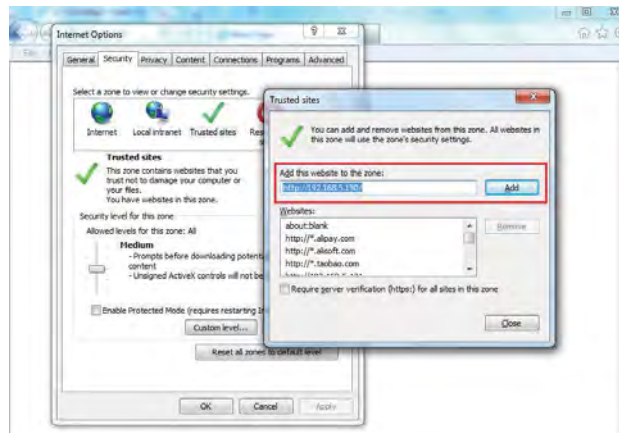 Internet Options
General Security Privacy Content Connections Programs Advanced
Select a zone to view or change security settings.
Internet Local intranet Trusted sites
Trusted sites
This zone contains websites that you
trust not to damage your computer or
your files.
You have websites in this zone.
Security level for this zone
Allowed levels for this zone: All
Medium
- Prompts before downloading
content
- Unsigned ActiveX controls will not be
Enable Protected Mode (requires restarting
Custom level...
Reset all zones to default level
OK Cancel Apply
Trusted sites
You can add and remove websites from this zone. All websites in
this zone will use the zone's security settings.
Add this website to the zone:
Add
Websites:
about:blank
http://*.alipay.com
http://*.alisoft.com
http://*.taobao.com
Remove
Require server verification (https:) for all sites in this zone
Close